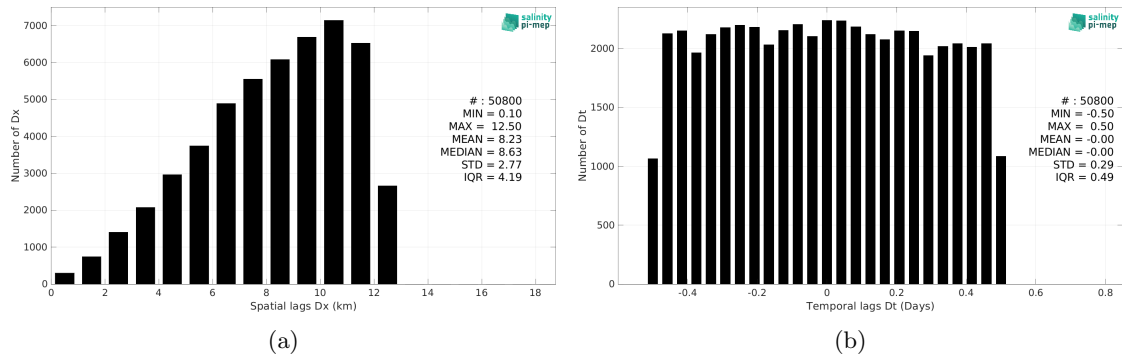 7000
6000
5000
4000
3000
2000
1000
0
Number of Dx
0 2 4 6 8 10 12 14 16 18
Spatial lags Dx (km)
salinity
pi-mep
# : 50800
MIN = 0.10
MAX = 12.50
MEAN = 8.23
MEDIAN = 8.63
STD = 2.77
IQR = 4.19
(a)
2000
1500
1000
500
0
Number of Dt
-0.4 -0.2 0 0.2 0.4 0.6 0.8
Temporal lags Dt (Days)
salinity
pi-mep
# : 50800
MIN = -0.50
MAX = 0.50
MEAN = -0.00
MEDIAN = -0.00
STD = 0.29
IQR = 0.49
(b)